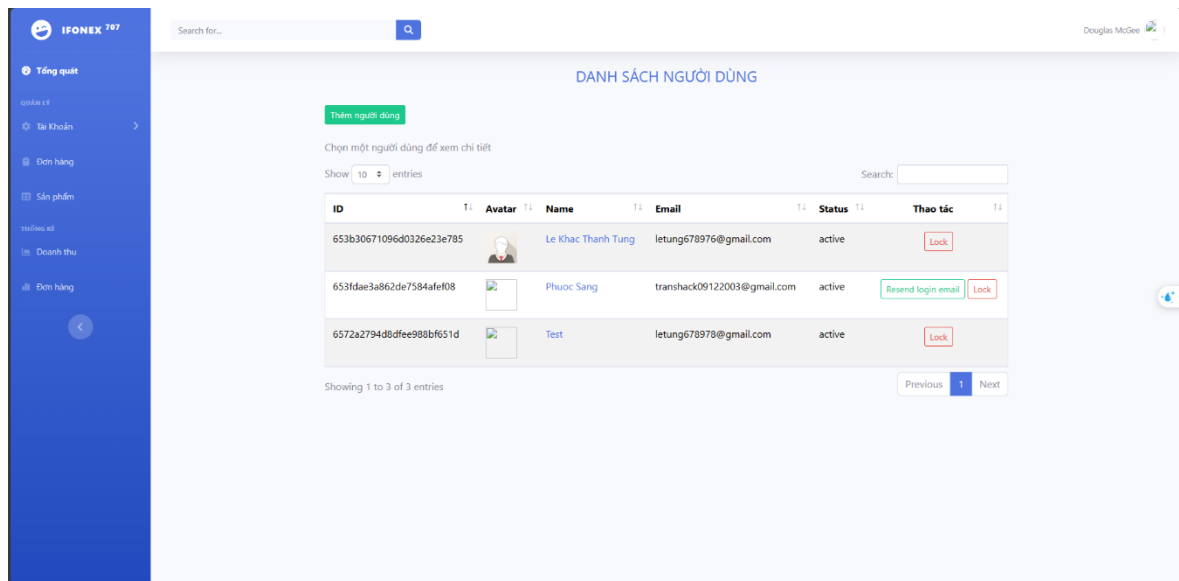 IFONEX 707
Search for...
Douglas McGee
Tổng quát
QUẢN LÝ
Tài Khoản
Đơn hàng
Sản phẩm
THỐNG KÊ
Doanh thu
Đơn hàng
DANH SÁCH NGƯỜI DÙNG
Thêm người dùng
Chọn một người dùng để xem chi tiết
Show 10 entries
Search:
ID Avatar Name Email Status Thao tác
653b30671096d0326e23e785 Le Khac Thanh Tung letung678976@gmail.com active Lock
653fdae3a862de7584afef08 Phuoc Sang transhack09122003@gmail.com active Resend login email Lock
6572a2794d8dfee988bf651d Test letung678978@gmail.com active Lock
Showing 1 to 3 of 3 entries
Previous 1 Next